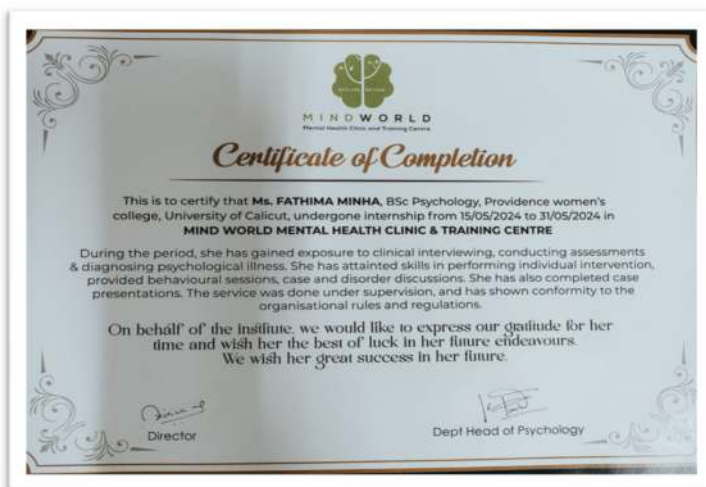 MINDWORLD
Mental Health Clinic and Training Centre
Certificate of Completion
This is to certify that Ms. FATHIMA MINHA, BSc Psychology, Providence women's
college, University of Calicut, undergone internship from 15/05/2024 to 31/05/2024 in
MIND WORLD MENTAL HEALTH CLINIC & TRAINING CENTRE
During the period, she has gained exposure to clinical interviewing, conducting assessments
& diagnosing psychological illness. She has attainted skills in performing individual intervention,
provided behavioural sessions, case and disorder discussions. She has also completed case
presentations. The service was done under supervision, and has shown conformity to the
organisational rules and regulations.
On behalf of the institute, we would like to express our gratitude for her
time and wish her the best of luck in her future endeavours.
We wish her great success in her future.
Director
Dept Head of Psychology